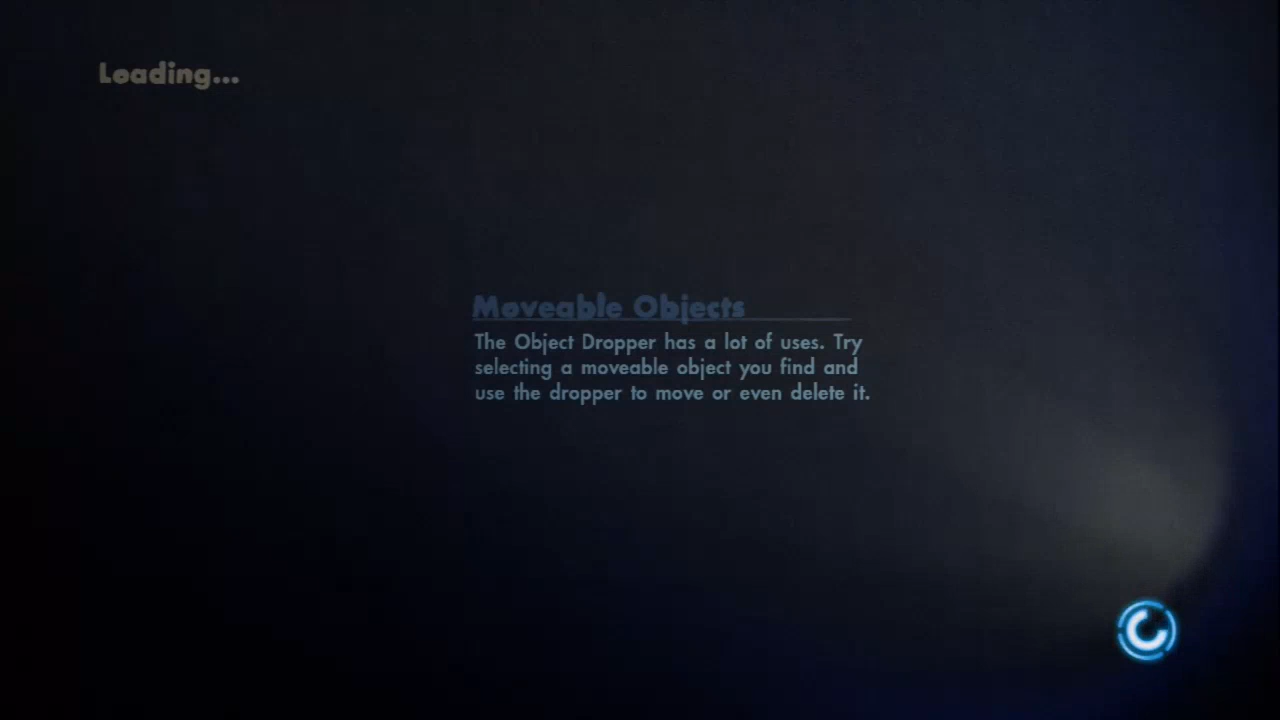 Loading...
Moveable Objects
The Object Dropper has a lot of uses. Try
selecting a moveable object you find and
use the dropper to move or even delete it.